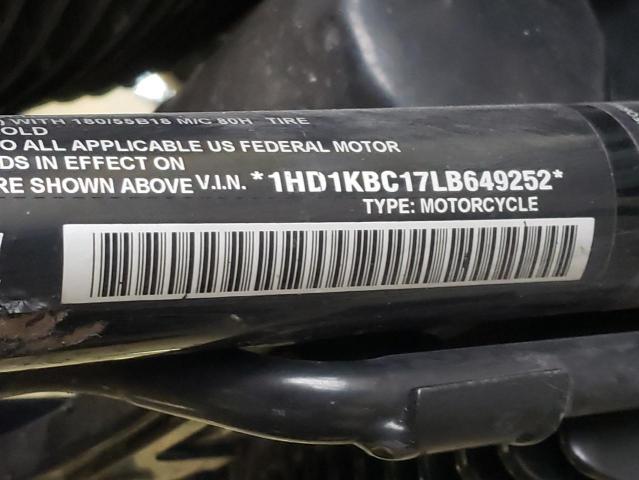 WITH 180/55B18 M/C 80H TIRE
OLD
O ALL APPLICABLE US FEDERAL MOTOR
DS IN EFFECT ON
RE SHOWN ABOVE V.I.N. *1HD1KBC17LB649252*
TYPE: MOTORCYCLE